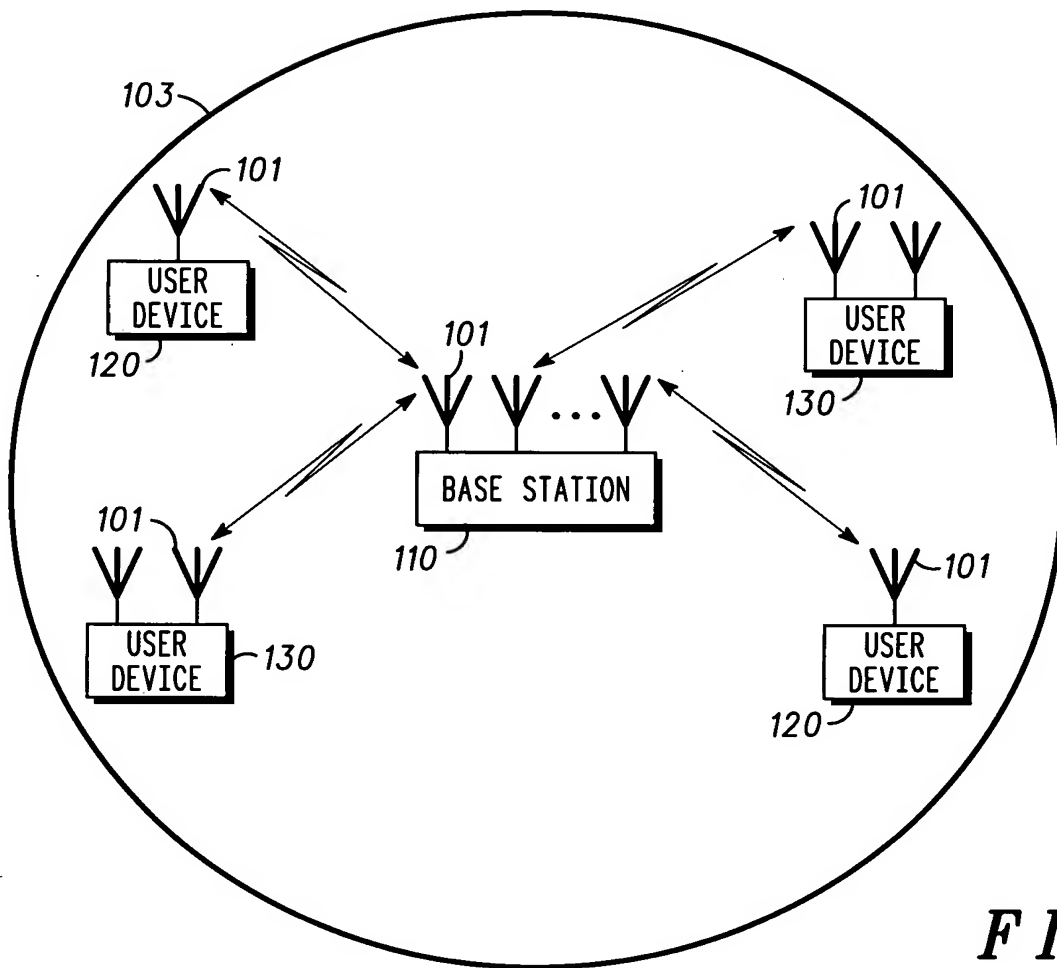 103
101
101
USER
DEVICE
120
USER
DEVICE
130
101
...
BASE STATION
110
101
USER
DEVICE
130
101
USER
DEVICE
120
F I